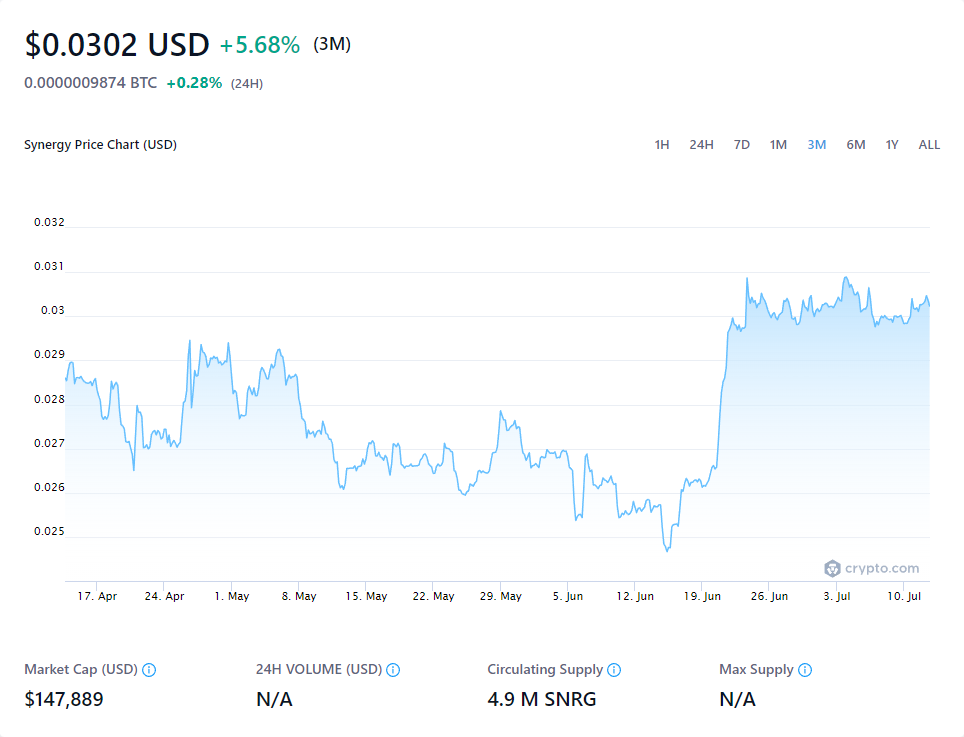 $0.0302 USD +5.68% (3M)
0.0000009874 BTC +0.28% (24H)
Synergy Price Chart (USD) 1H 24H 7D 1M 3M 6M 1Y ALL
0.032
0.031
0.03
0.029
0.028
0.027
0.026
0.025
crypto.com
17. Apr 24. Apr 1. May 8. May 15. May 22. May 29. May 5. Jun 12. Jun 19. Jun 26. Jun 3. Jul 10. Jul
Market Cap (USD) 24H VOLUME (USD) Circulating Supply Max Supply
$147,889 N/A 4.9 M SNRG N/A